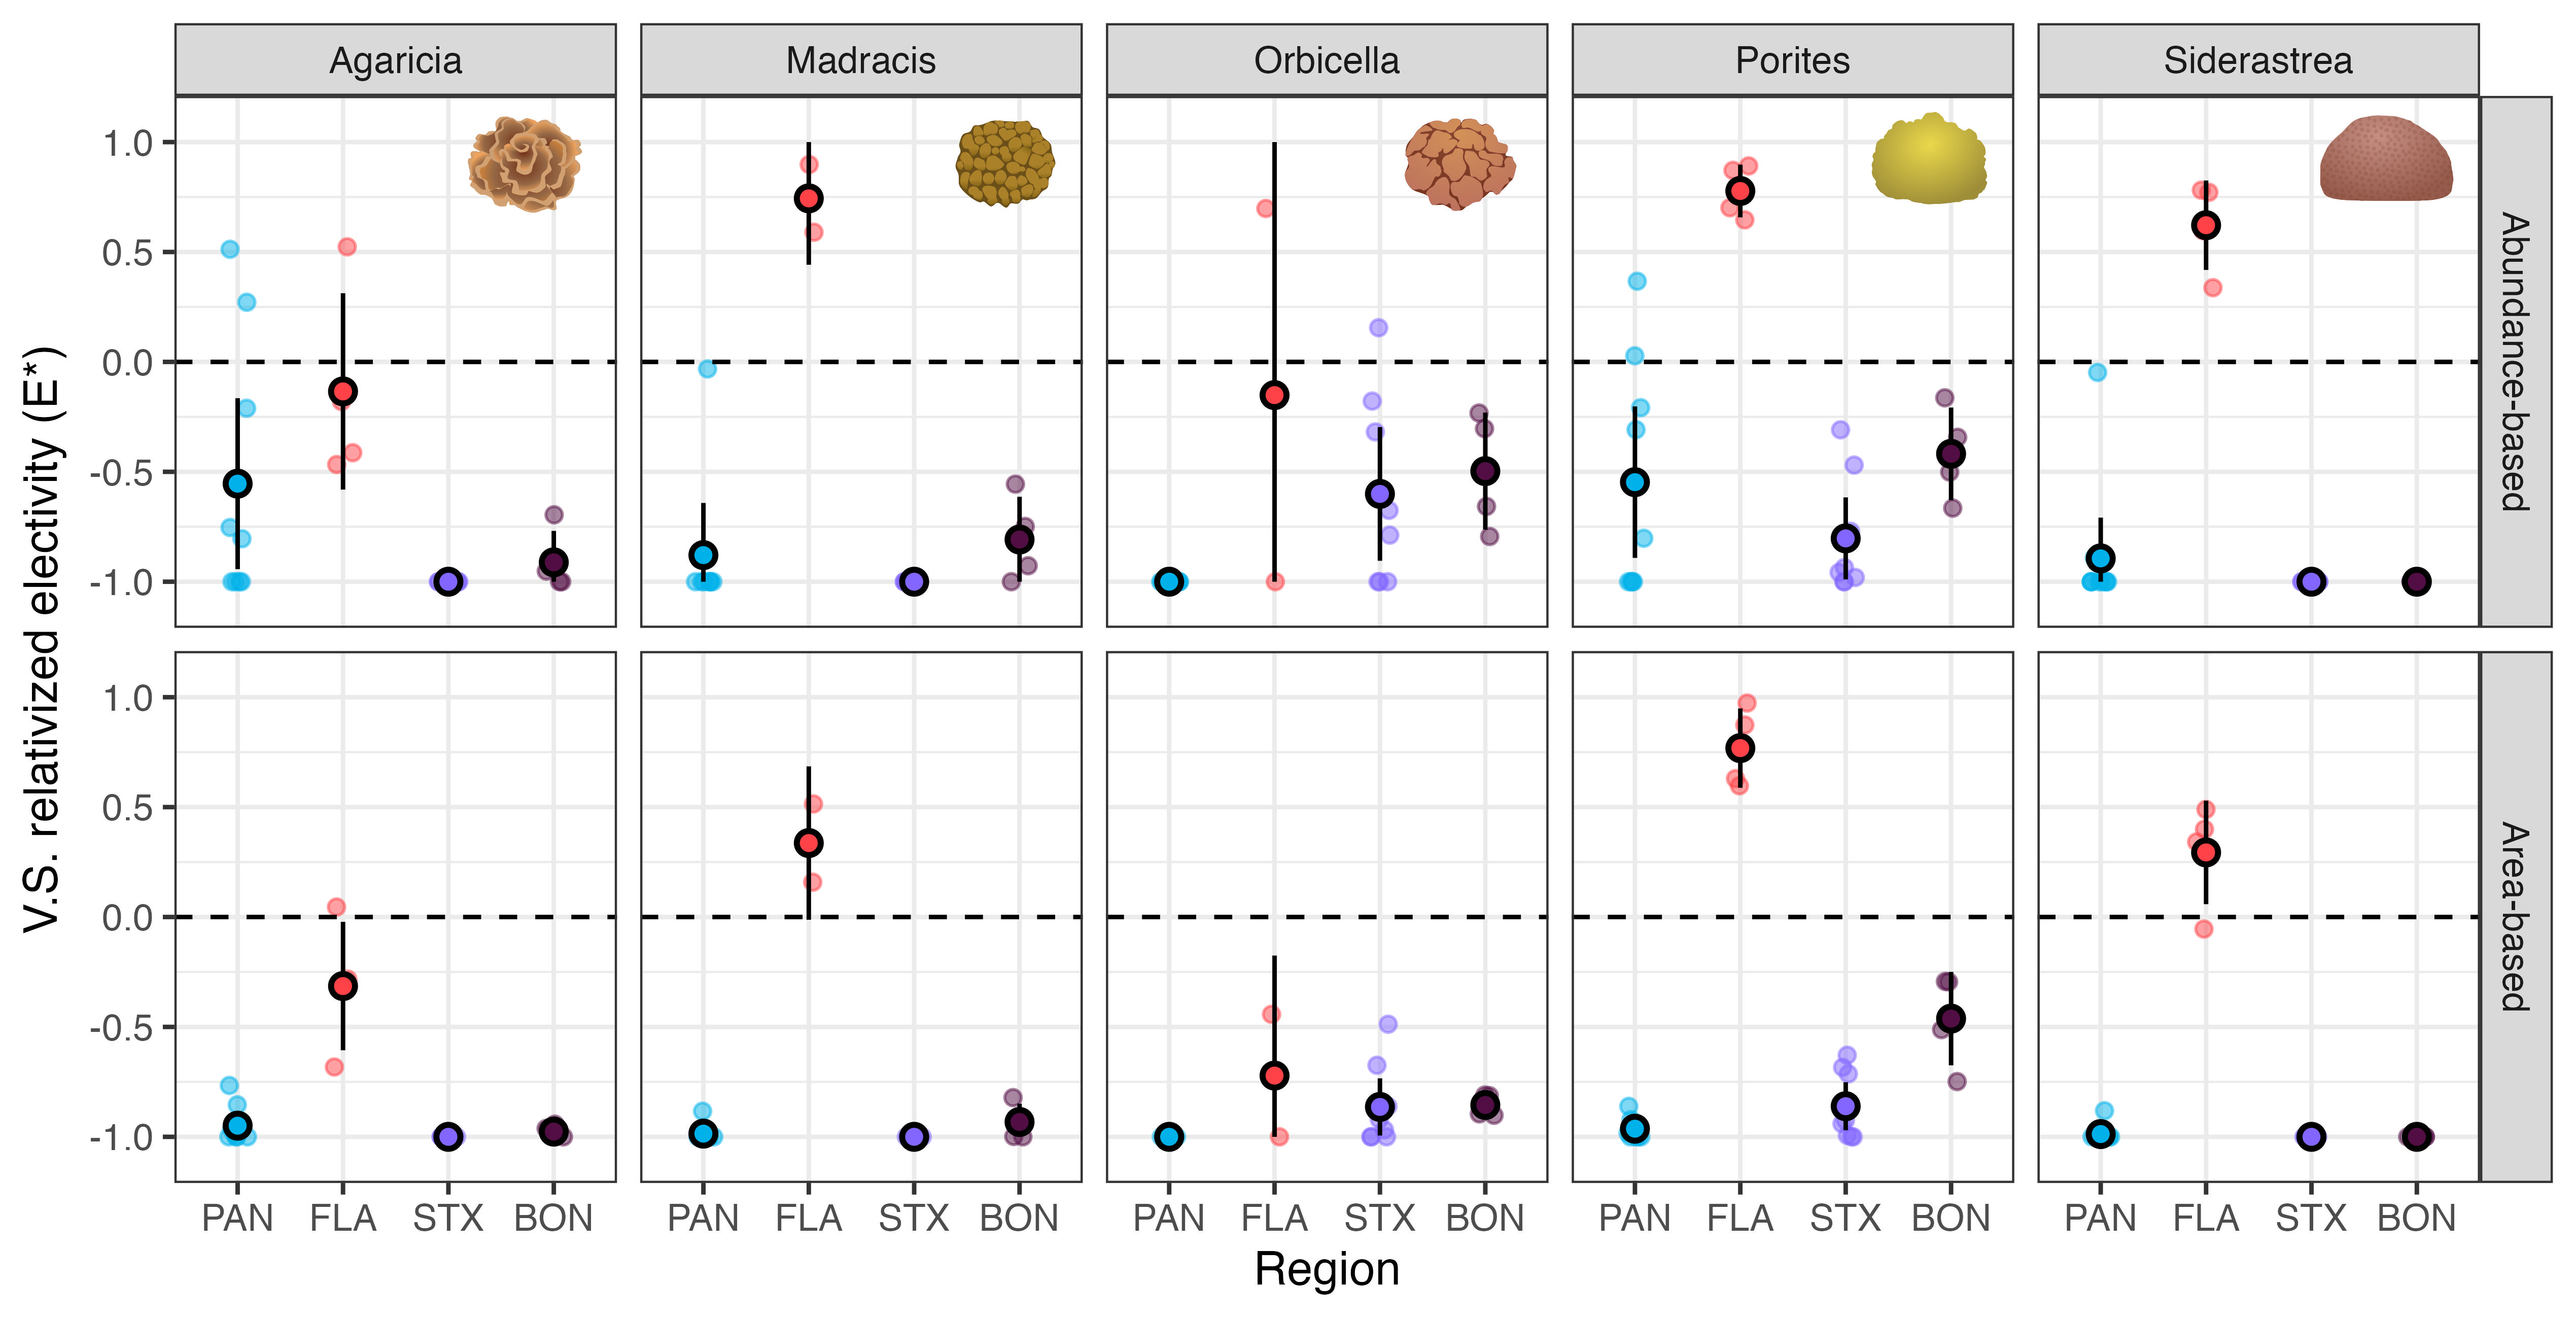 Agaricia Madracis Orbicella Porites Siderastrea
V.S. relativized electivity (E*)
1.0
0.5
0.0
-0.5
-1.0
Abundance-based
1.0
0.5
0.0
-0.5
-1.0
Area-based
PAN FLA STX BON PAN FLA STX BON PAN FLA STX BON PAN FLA STX BON PAN FLA STX BON
Region